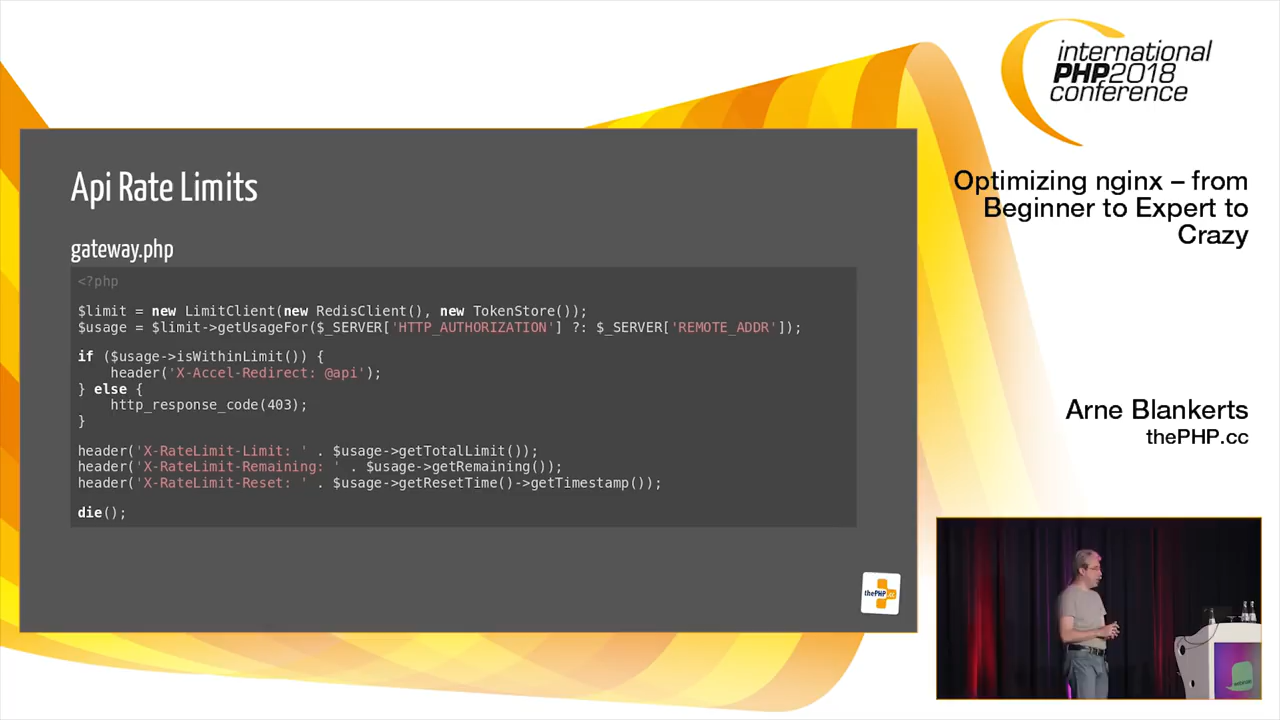 international
PHP2018
conference
Optimizing nginx – from
Beginner to Expert to
Crazy
Arne Blankerts
thePHP.cc
Api Rate Limits
gateway.php
<?php
$limit = new LimitClient(new RedisClient(), new TokenStore());
$usage = $limit->getUsageFor($_SERVER['HTTP_AUTHORIZATION'] ?: $_SERVER['REMOTE_ADDR']);
if ($usage->isWithinLimit()) {
    header('X-Accel-Redirect: @api');
} else {
    http_response_code(403);
}
header('X-RateLimit-Limit: ' . $usage->getTotalLimit());
header('X-RateLimit-Remaining: ' . $usage->getRemaining());
header('X-RateLimit-Reset: ' . $usage->getResetTime()->getTimestamp());
die();
thePHP.cc